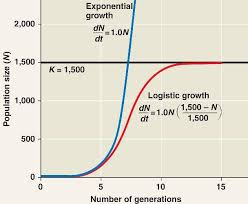 Exponential
growth
dN
dt
=1.0N
2,000
K = 1,500
1,500
Logistic growth
dN
dt
=1.0N
(
1,500 – N
1,500
)
1,000
500
0
0
5
10
15
Population size (N)
Number of generations